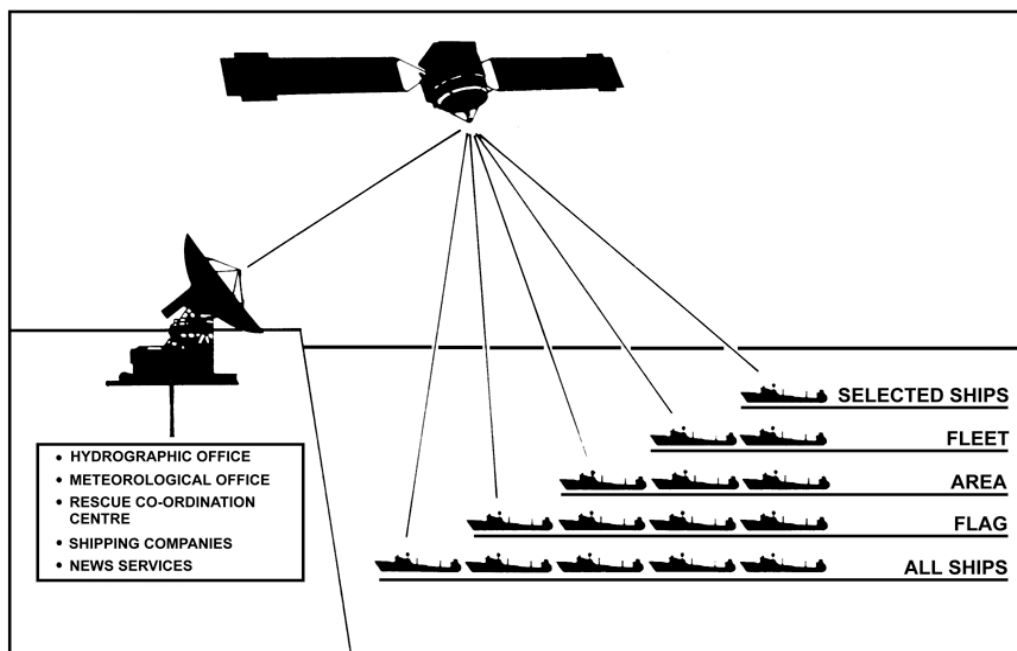 SELECTED SHIPS
FLEET
AREA
FLAG
ALL SHIPS
• HYDROGRAPHIC OFFICE
• METEOROLOGICAL OFFICE
• RESCUE CO-ORDINATION
CENTRE
• SHIPPING COMPANIES
• NEWS SERVICES